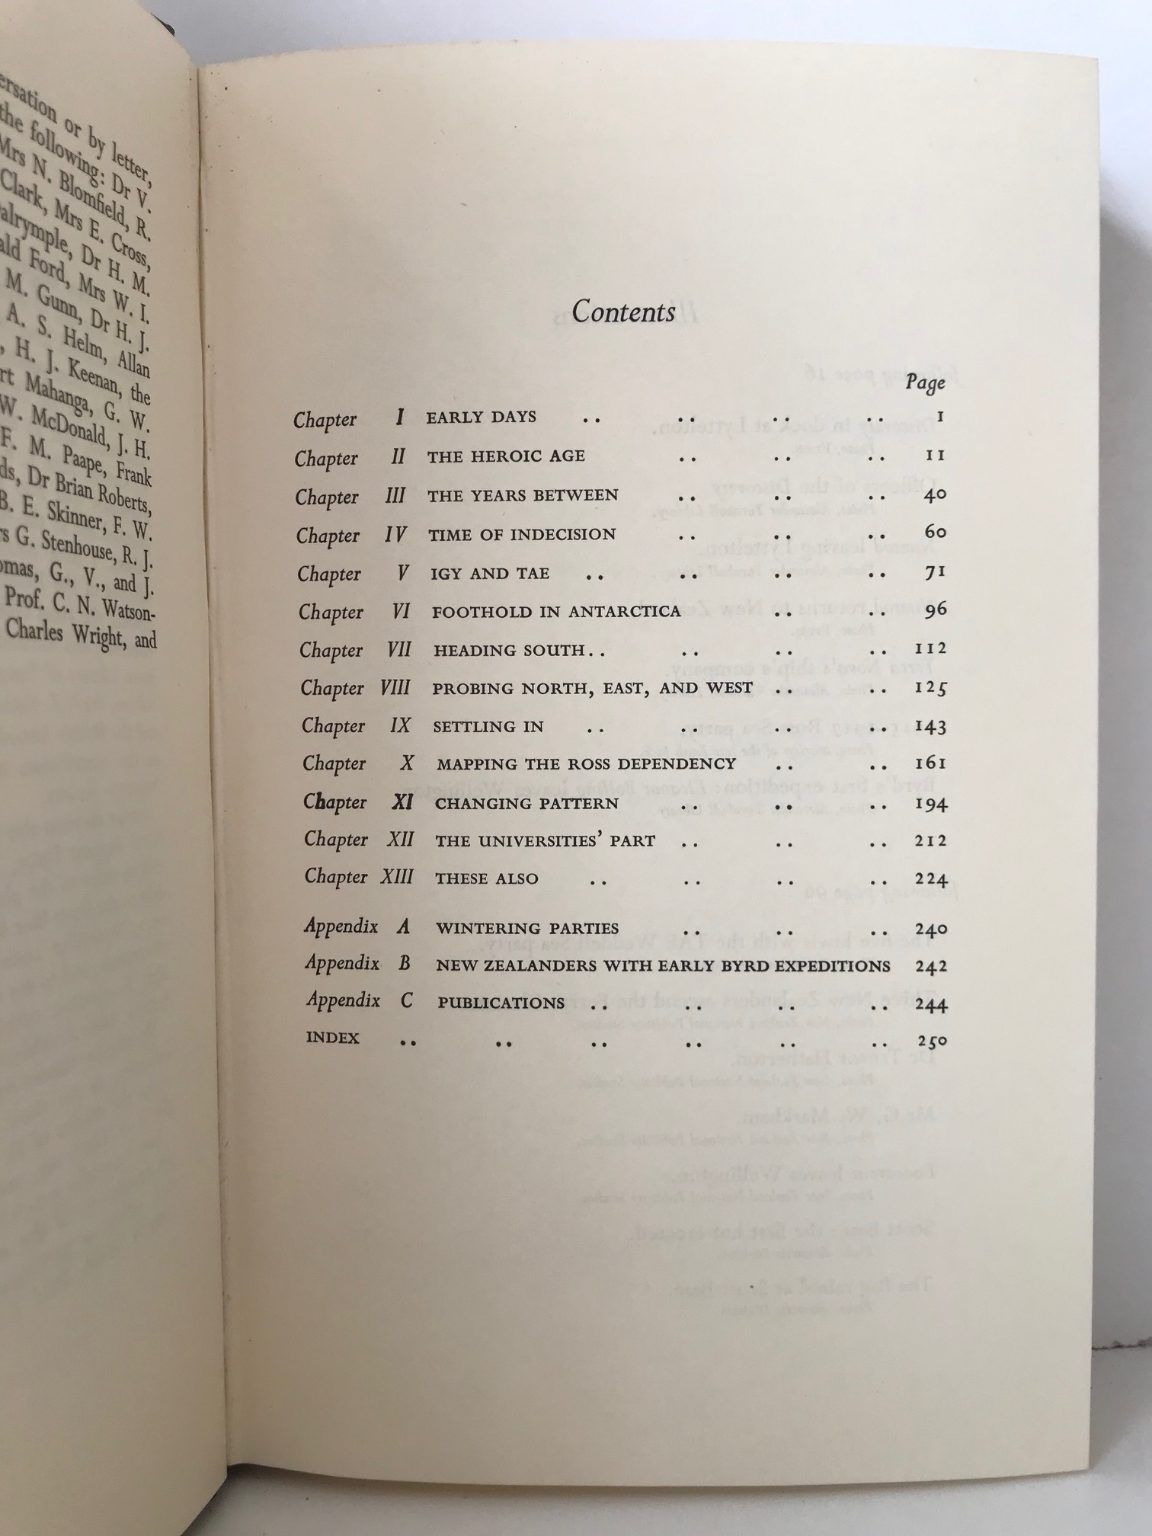 ersation or by letter,
the following: Dr V.
Mrs N. Blomfield, R.
Clark, Mrs E. Cross,
alrymple, Dr H. M.
ald Ford, Mrs W. I.
M. Gunn, Dr H. J.
A. S. Helm, Allan
, H. J. Keenan, the
rt Mahanga, G. W.
W. McDonald, J. H.
F. M. Paape, Frank
ds, Dr Brian Roberts,
B. E. Skinner, F. W.
rs G. Stenhouse, R. J.
omas, G., V., and J.
Prof. C. N. Watson-
Charles Wright, and
Contents
Page
Chapter I EARLY DAYS .. .. .. .. 1
Chapter II THE HEROIC AGE .. .. .. 11
Chapter III THE YEARS BETWEEN .. .. .. 40
Chapter IV TIME OF INDECISION .. .. .. 60
Chapter V IGY AND TAE .. .. .. .. 71
Chapter VI FOOTHOLD IN ANTARCTICA .. .. 96
Chapter VII HEADING SOUTH .. .. .. .. 112
Chapter VIII PROBING NORTH, EAST, AND WEST .. .. 125
Chapter IX SETTLING IN .. .. .. .. 143
Chapter X MAPPING THE ROSS DEPENDENCY .. .. 161
Chapter XI CHANGING PATTERN .. .. .. 194
Chapter XII THE UNIVERSITIES' PART .. .. .. 212
Chapter XIII THESE ALSO .. .. .. .. 224
Appendix A WINTERING PARTIES .. .. .. 240
Appendix B NEW ZEALANDERS WITH EARLY BYRD EXPEDITIONS 242
Appendix C PUBLICATIONS .. .. .. .. 244
INDEX .. .. .. .. .. .. 250